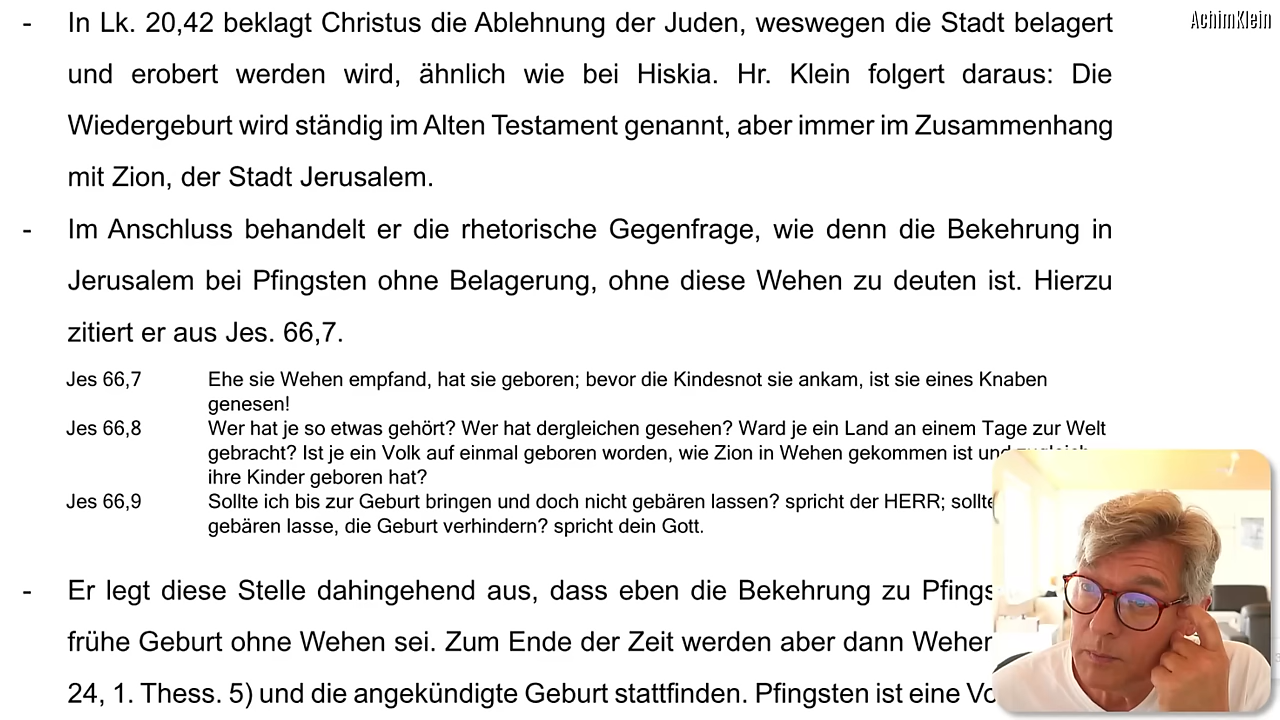 AchimKlein
- In Lk. 20,42 beklagt Christus die Ablehnung der Juden, weswegen die Stadt belagert
und erobert werden wird, ähnlich wie bei Hiskia. Hr. Klein folgert daraus: Die
Wiedergeburt wird ständig im Alten Testament genannt, aber immer im Zusammenhang
mit Zion, der Stadt Jerusalem.
- Im Anschluss behandelt er die rhetorische Gegenfrage, wie denn die Bekehrung in
Jerusalem bei Pfingsten ohne Belagerung, ohne diese Wehen zu deuten ist. Hierzu
zitiert er aus Jes. 66,7.
Jes 66,7 Ehe sie Wehen empfand, hat sie geboren; bevor die Kindesnot sie ankam, ist sie eines Knaben
genesen!
Jes 66,8 Wer hat je so etwas gehört? Wer hat dergleichen gesehen? Ward je ein Land an einem Tage zur Welt
gebracht? Ist je ein Volk auf einmal geboren worden, wie Zion in Wehen gekommen ist und
ihre Kinder geboren hat?
Jes 66,9 Sollte ich bis zur Geburt bringen und doch nicht gebären lassen? spricht der HERR; sollte
gebären lasse, die Geburt verhindern? spricht dein Gott.
- Er legt diese Stelle dahingehend aus, dass eben die Bekehrung zu
frühe Geburt ohne Wehen sei. Zum Ende der Zeit werden aber dann
24, 1. Thess. 5) und die angekündigte Geburt stattfinden. Pfingsten ist eine